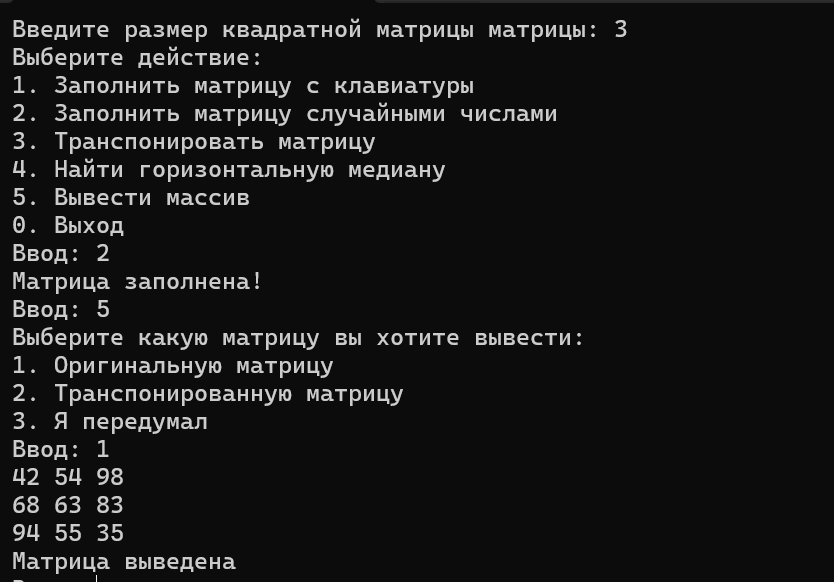 Введите размер квадратной матрицы матрицы: 3
Выберите действие:
1. Заполнить матрицу с клавиатуры
2. Заполнить матрицу случайными числами
3. Транспонировать матрицу
4. Найти горизонтальную медиану
5. Вывести массив
0. Выход
Ввод: 2
Матрица заполнена!
Ввод: 5
Выберите какую матрицу вы хотите вывести:
1. Оригинальную матрицу
2. Транспонированную матрицу
3. Я передумал
Ввод: 1
42 54 98
68 63 83
94 55 35
Матрица выведена